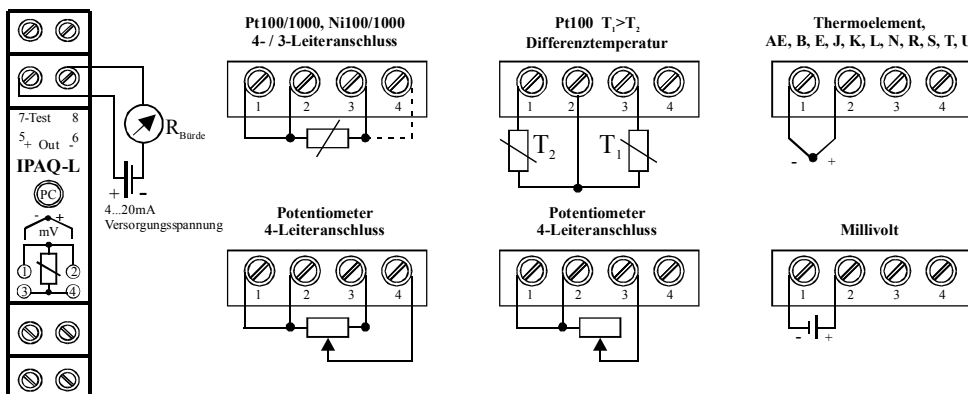 7-Test 8
5 + Out - 6
IPAQ-L
PC
- +
mV
1 2
3 4
R Bürde
+ -
4...20mA
Versorgungsspannung
Pt100/1000, Ni100/1000
4- / 3-Leiteranschluss
1 2 3 4
Pt100 T1>T2
Differenztemperatur
1 2 3 4
T2 T1
Thermoelement,
AE, B, E, J, K, L, N, R, S, T, U
1 2 3 4
- +
Potentiometer
4-Leiteranschluss
1 2 3 4
Potentiometer
4-Leiteranschluss
1 2 3 4
Millivolt
1 2 3 4
- +